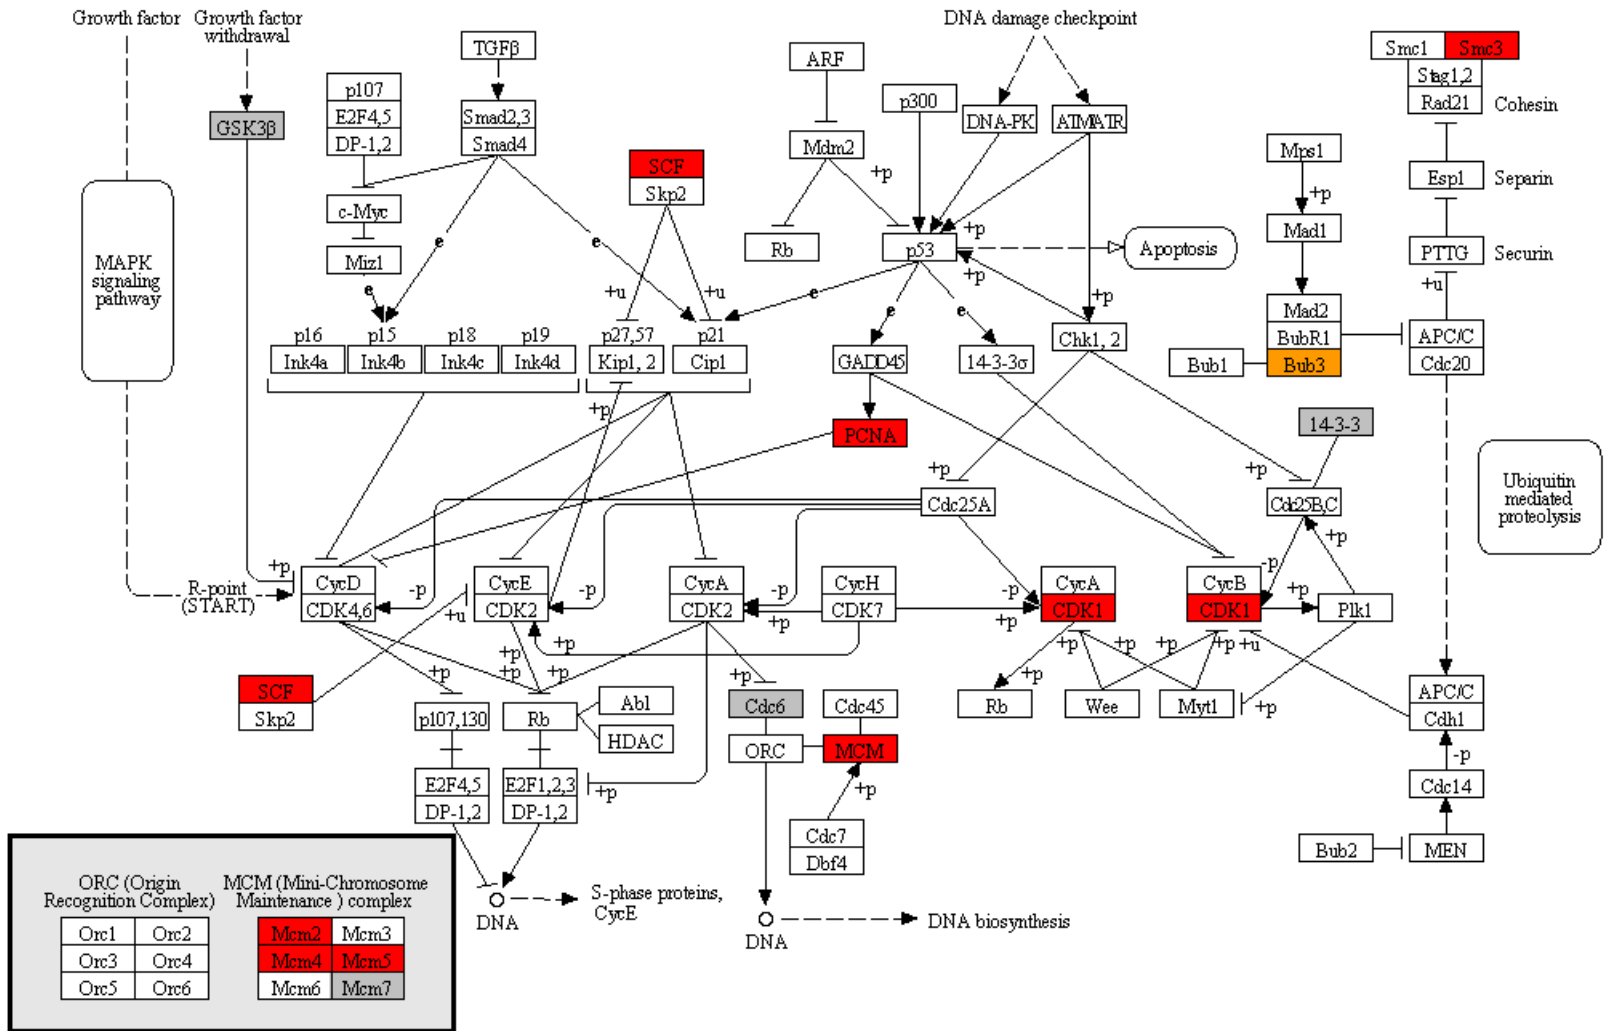 Growth factor
Growth factor
withdrawal
DNA damage checkpoint
TGFβ
ARF
Smc1
Smc3
Stag1,2
Rad21
Cohesin
p107
E2F4,5
DP-1,2
GSK3β
Smad2,3
Smad4
p300
DNA-PK
ATM/ATR
Mdm2
Mps1
+p
SCF
Skp2
+p
Esp1
Separin
c-Myc
Mad1
Rb
p53
+p
Apoptosis
PTTG
Securin
Miz1
e
e
+p
MAPK
signaling
pathway
e
+u
+u
e
e
e
+p
+u
Mad2
BubR1
Bub3
Bub1
p16
Ink4a
p15
Ink4b
p18
Ink4c
p19
Ink4d
p27,57
Kip1, 2
p21
Cip1
GADD45
14-3-3σ
Chk1, 2
APC/C
Cdc20
+p
PCNA
14-3-3
+p
+p
Cdc25A
Cdc25B,C
Ubiquitin
mediated
proteolysis
+p
R-point
(START)
CycD
CDK4,6
-p
CycE
CDK2
-p
CycA
CDK2
-p
+p
CycH
CDK7
-p
+p
CycA
CDK1
CycB
CDK1
-p
+p
+p
Plk1
+u
+p
+p
+p
+p
+p
+p
+p
+p
+p
+p
+p
+u
SCF
Skp2
p107,130
Rb
Abl
HDAC
Cdc6
Cdc45
ORC
MCM
Rb
Wee
Myt1
+p
APC/C
Cdh1
-p
E2F4,5
DP-1,2
E2F1,2,3
DP-1,2
+p
+p
Cdc7
Dbf4
Cdc14
Bub2
MEN
DNA
S-phase proteins,
CycE
DNA
DNA biosynthesis
ORC (Origin
Recognition Complex)
Orc1 Orc2
Orc3 Orc4
Orc5 Orc6
MCM (Mini-Chromosome
Maintenance ) complex
Mcm2 Mcm3
Mcm4 Mcm5
Mcm6 Mcm7